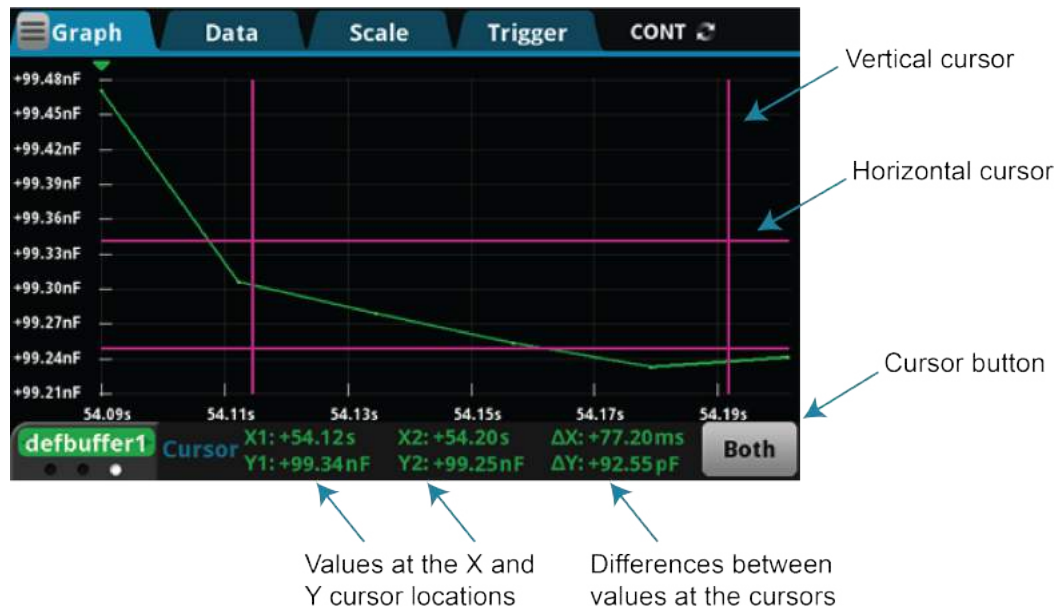 Graph Data Scale Trigger CONT
Vertical cursor
+99.48nF
+99.45nF
+99.42nF
Horizontal cursor
+99.39nF
+99.36nF
+99.33nF
+99.30nF
+99.27nF
+99.24nF
Cursor button
+99.21nF
54.09s 54.11s 54.13s 54.15s 54.17s 54.19s
defbuffer1 Cursor X1: +54.12s X2: +54.20s ΔX: +77.20ms Both
Y1: +99.34nF Y2: +99.25nF ΔY: +92.55pF
Values at the X and
Y cursor locations
Differences between
values at the cursors